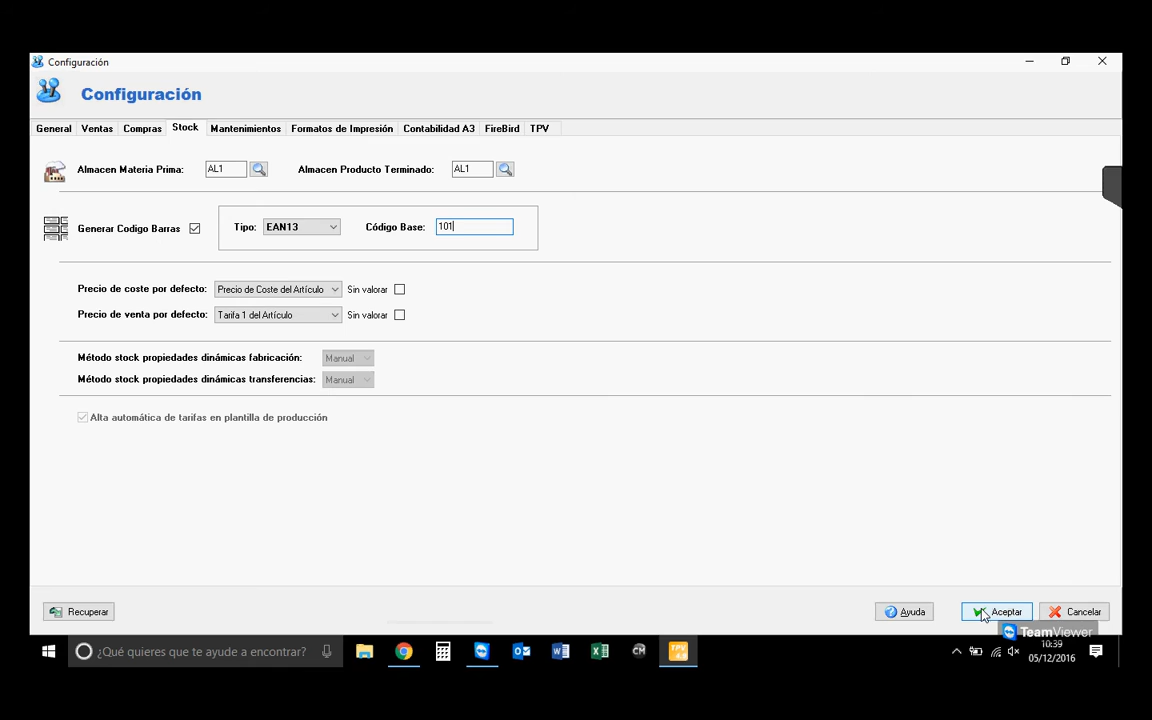 Configuración
Configuración
General Ventas Compras Stock Mantenimientos Formatos de Impresión Contabilidad A3 FireBird TPV
Almacen Materia Prima: AL1 Almacen Producto Terminado: AL1
Generar Codigo Barras Tipo: EAN13 Código Base: 101
Precio de coste por defecto: Precio de Coste del Artículo Sin valorar
Precio de venta por defecto: Tarifa 1 del Artículo Sin valorar
Método stock propiedades dinámicas fabricación: Manual
Método stock propiedades dinámicas transferencias: Manual
Alta automática de tarifas en plantilla de producción
Recuperar Ayuda Aceptar Cancelar
TeamViewer
¿Qué quieres que te ayude a encontrar? CM TPV 10:39
05/12/2016